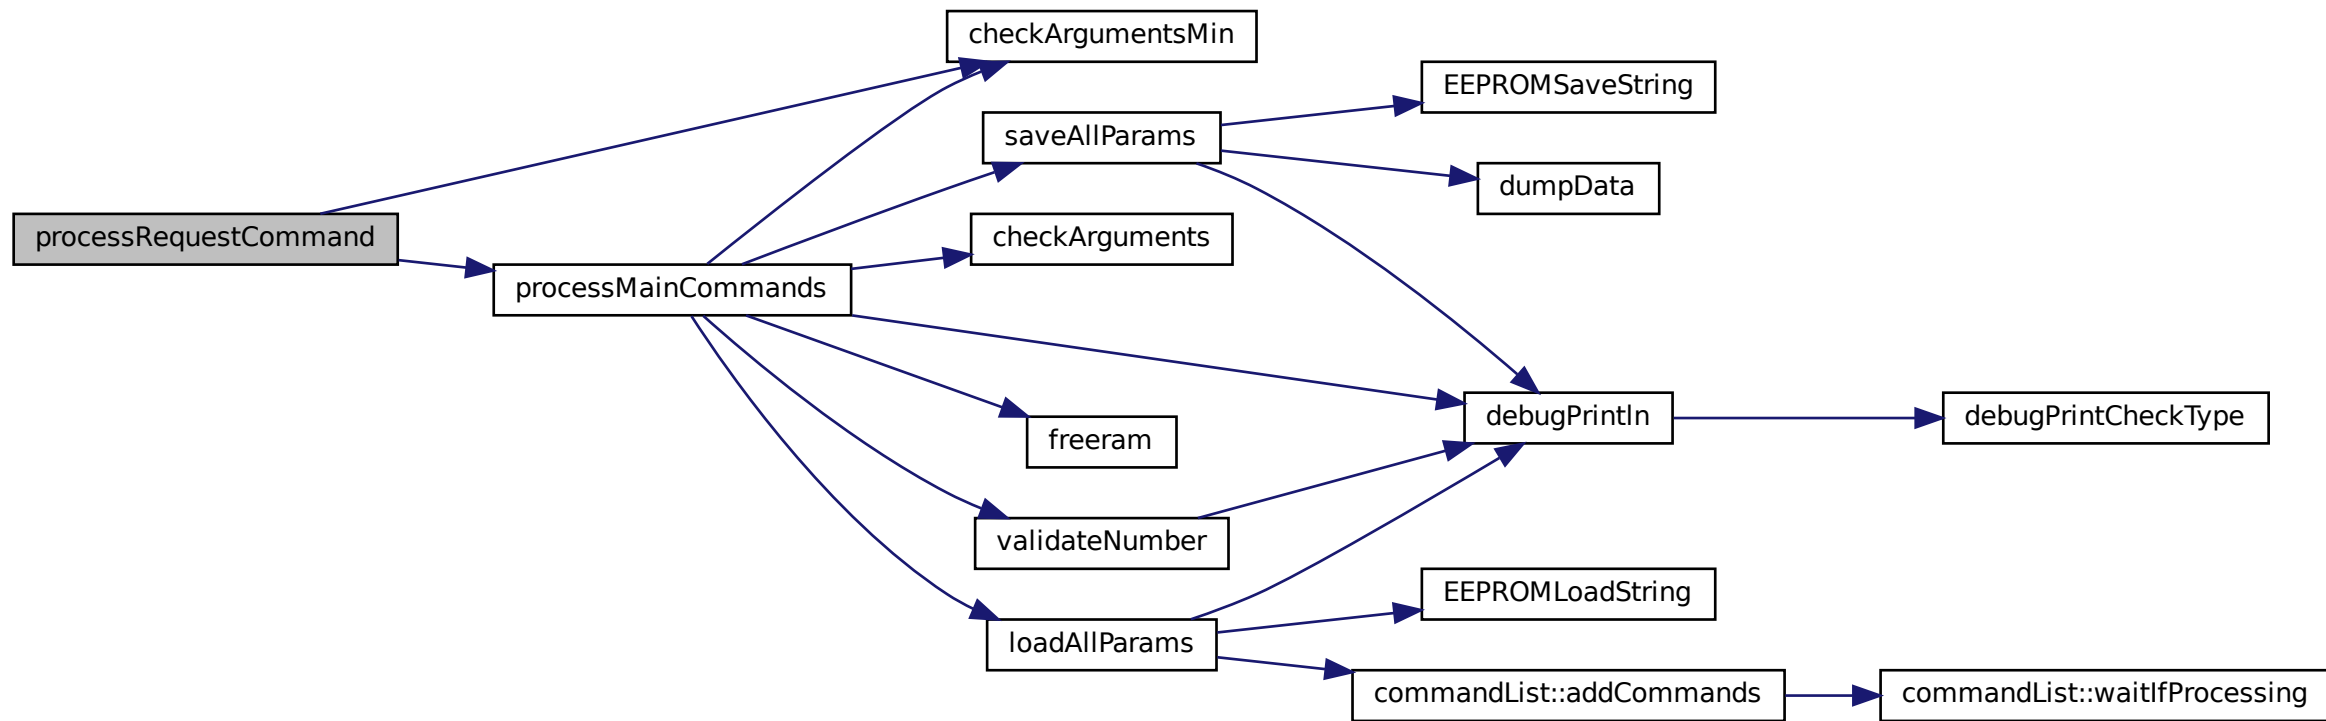 checkArgumentsMin
EEPROMSaveString
saveAllParams
dumpData
processRequestCommand
checkArguments
processMainCommands
debugPrintln
debugPrintCheckType
freeram
validateNumber
EEPROMLoadString
loadAllParams
commandList::addCommands
commandList::waitIfProcessing